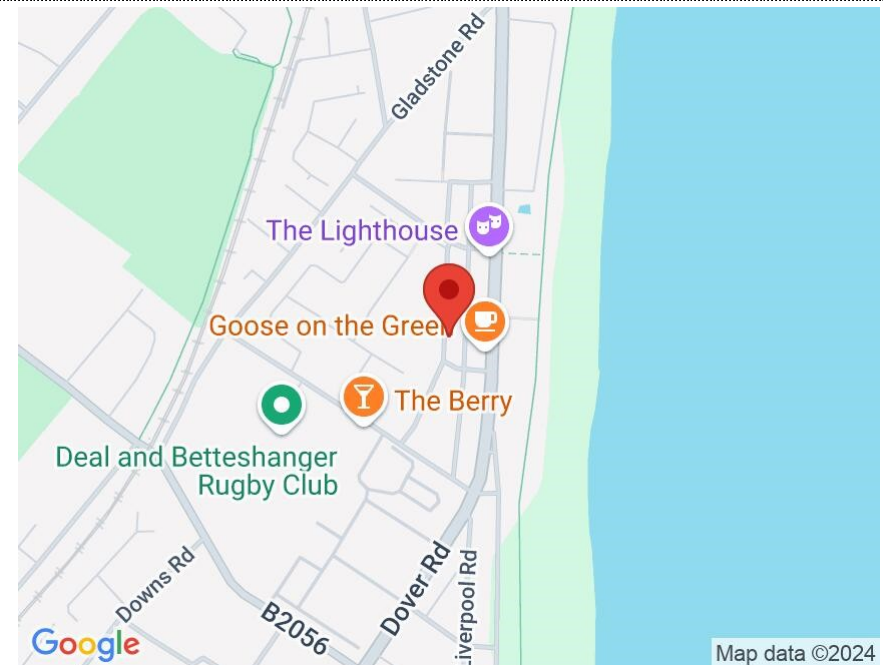 Gladstone Rd
The Lighthouse
Goose on the Green
The Berry
Deal and Betteshanger
Rugby Club
Downs Rd
B2056
Dover Rd
Liverpool Rd
Google
Map data ©2024